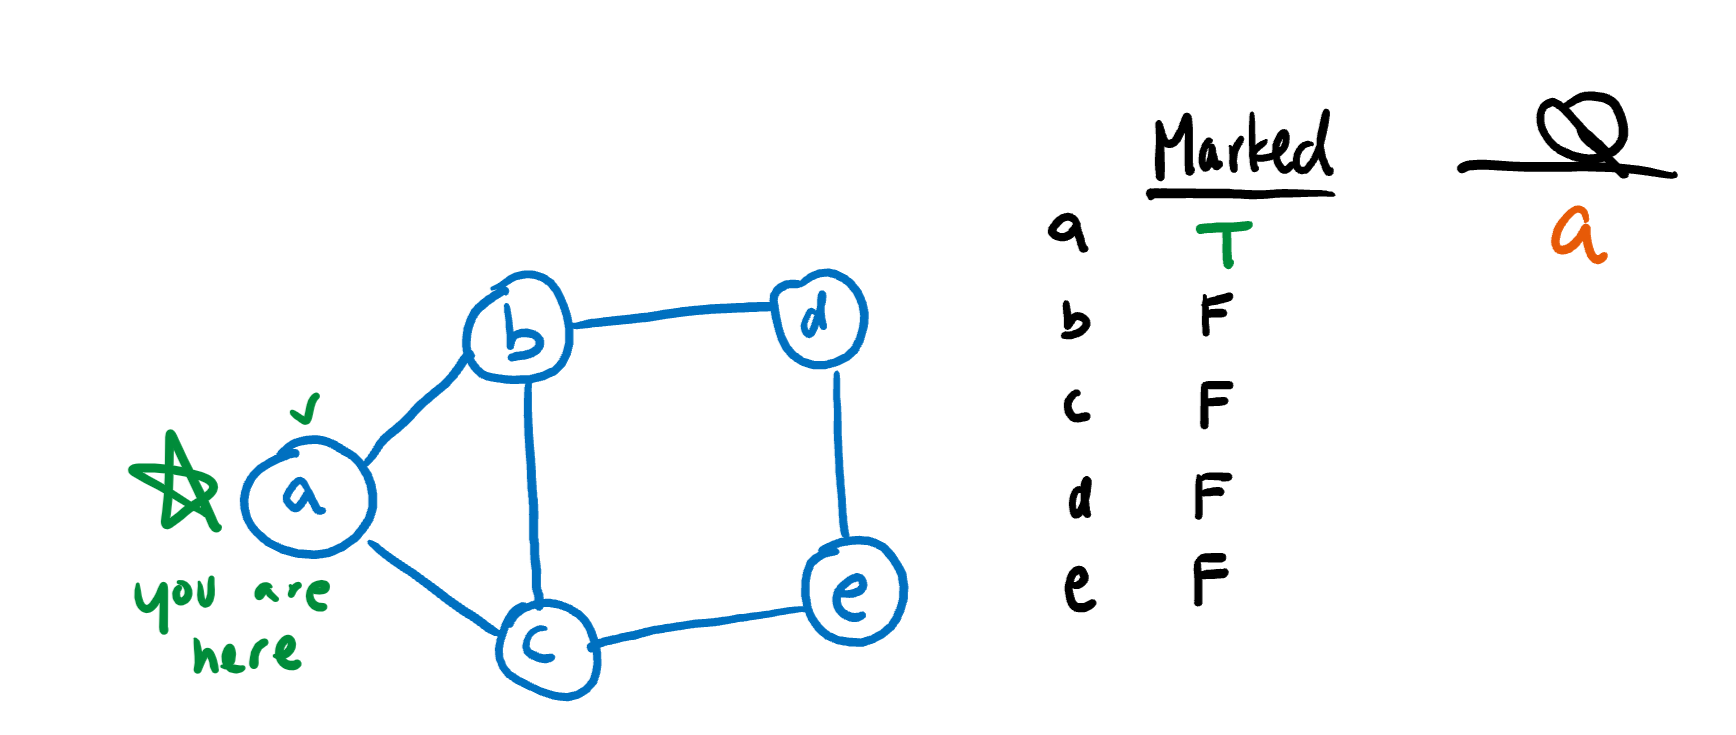 Marked Q
a T a
b F
c F
d F
e F
b
d
a
you are
here
c
e